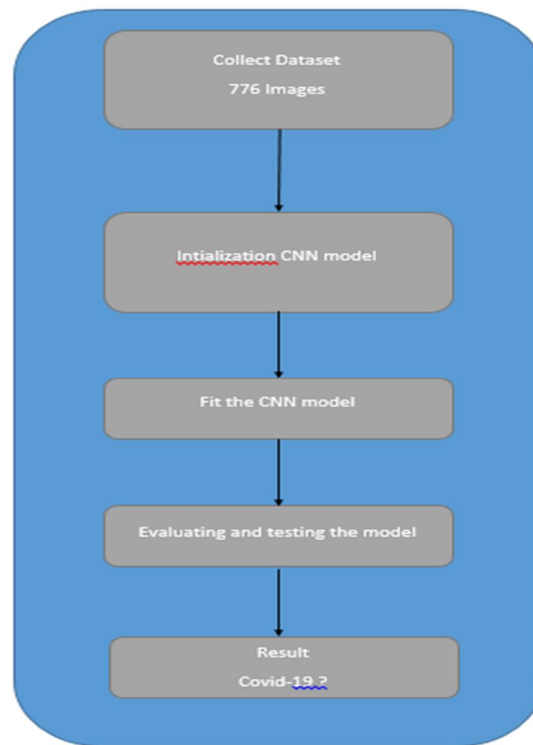 Collect Dataset
776 Images
Intialization CNN model
Fit the CNN model
Evaluating and testing the model
Result
Covid-19 ?